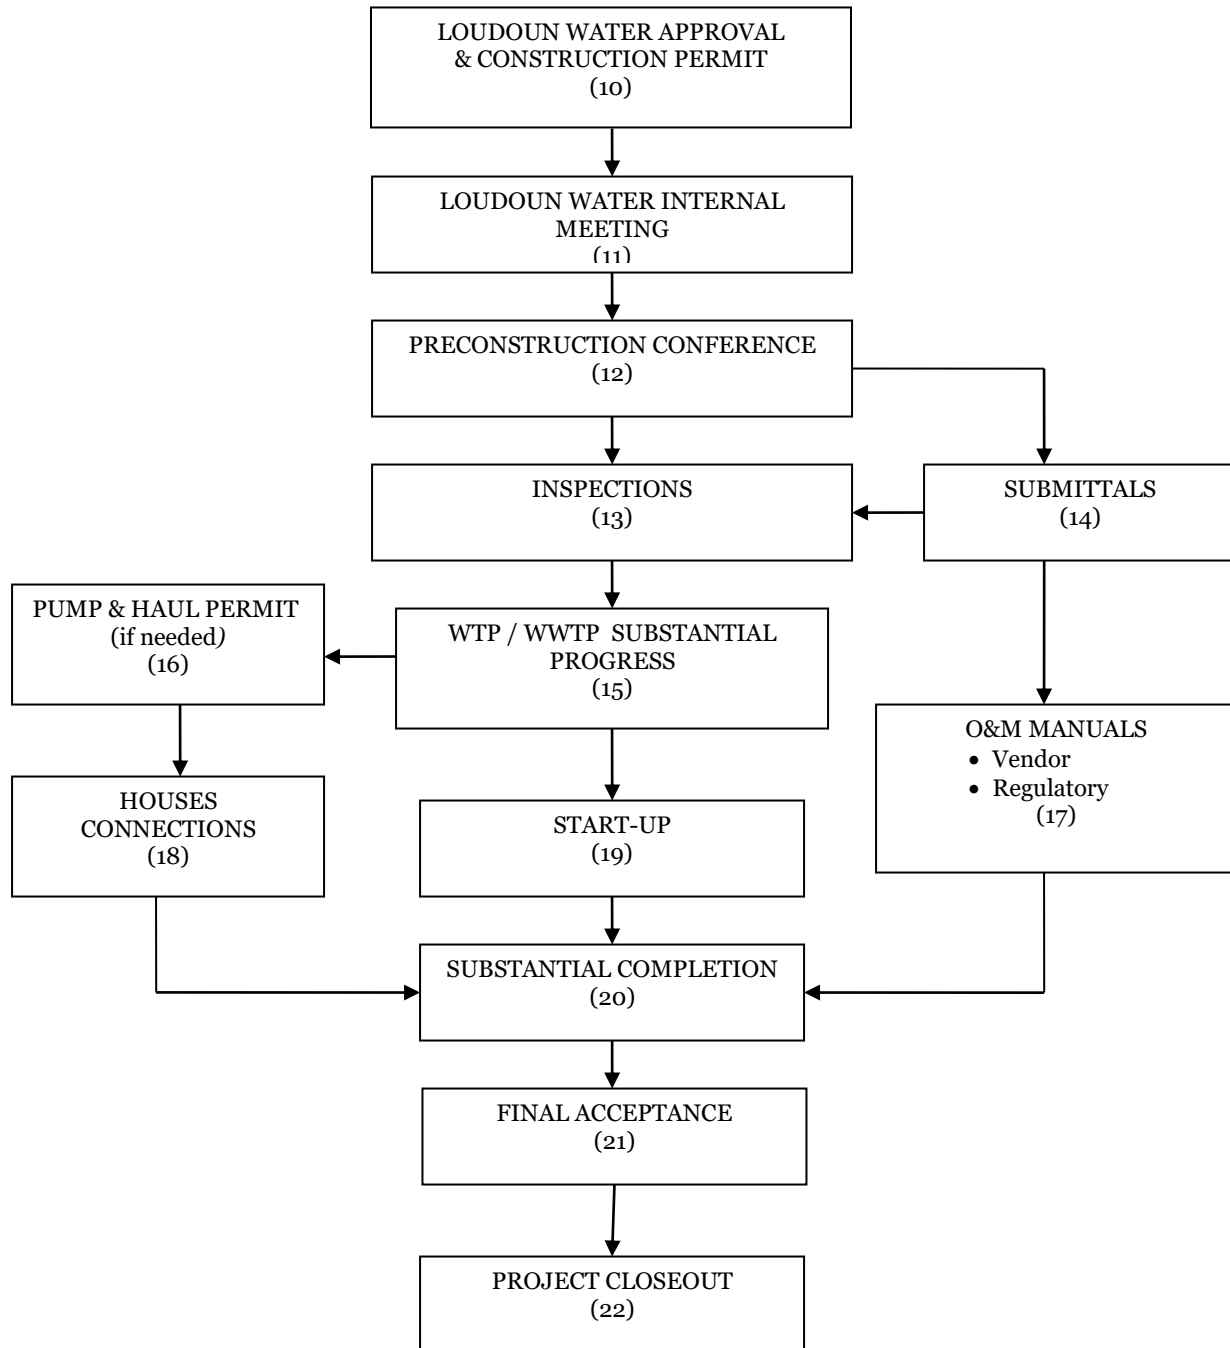 LOUDOUN WATER APPROVAL
& CONSTRUCTION PERMIT
(10)
LOUDOUN WATER INTERNAL
MEETING
(11)
PRECONSTRUCTION CONFERENCE
(12)
INSPECTIONS
(13)
SUBMITTALS
(14)
PUMP & HAUL PERMIT
(if needed)
(16)
WTP / WWTP SUBSTANTIAL
PROGRESS
(15)
O&M MANUALS
• Vendor
• Regulatory
(17)
HOUSES
CONNECTIONS
(18)
START-UP
(19)
SUBSTANTIAL COMPLETION
(20)
FINAL ACCEPTANCE
(21)
PROJECT CLOSEOUT
(22)